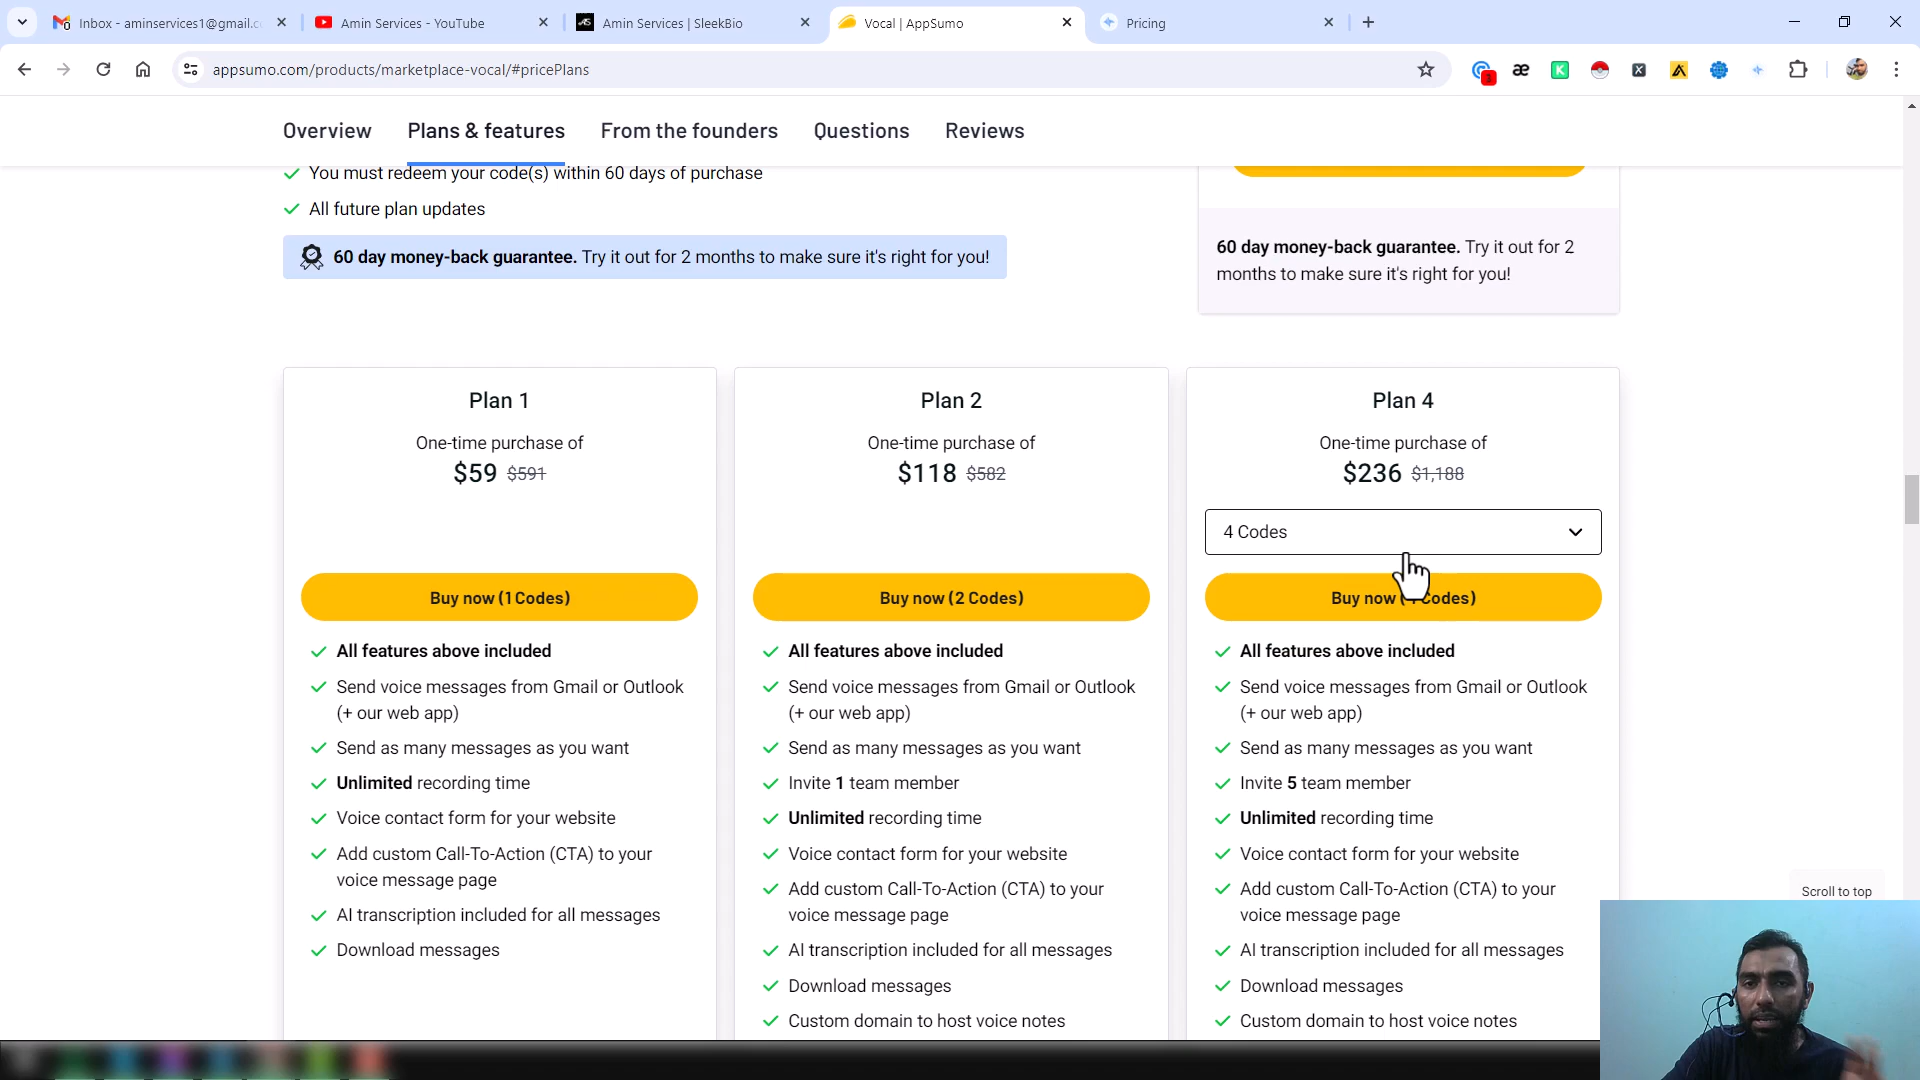 Inbox - aminservices1@gmail.c
Amin Services - YouTube
Amin Services | SleekBio
Vocal | AppSumo
Pricing
appsumo.com/products/marketplace-vocal/#pricePlans
Overview
Plans & features
From the founders
Questions
Reviews
You must redeem your code(s) within 60 days of purchase
All future plan updates
60 day money-back guarantee. Try it out for 2 months to make sure it's right for you!
60 day money-back guarantee. Try it out for 2
months to make sure it's right for you!
Plan 1
One-time purchase of
$59 $591
Buy now (1 Codes)
All features above included
Send voice messages from Gmail or Outlook
(+ our web app)
Send as many messages as you want
Unlimited recording time
Voice contact form for your website
Add custom Call-To-Action (CTA) to your
voice message page
AI transcription included for all messages
Download messages
Plan 2
One-time purchase of
$118 $582
Buy now (2 Codes)
All features above included
Send voice messages from Gmail or Outlook
(+ our web app)
Send as many messages as you want
Invite 1 team member
Unlimited recording time
Voice contact form for your website
Add custom Call-To-Action (CTA) to your
voice message page
AI transcription included for all messages
Download messages
Custom domain to host voice notes
Plan 4
One-time purchase of
$236 $1,188
4 Codes
Buy now (4 Codes)
All features above included
Send voice messages from Gmail or Outlook
(+ our web app)
Send as many messages as you want
Invite 5 team member
Unlimited recording time
Voice contact form for your website
Add custom Call-To-Action (CTA) to your
voice message page
AI transcription included for all messages
Download messages
Custom domain to host voice notes
Scroll to top